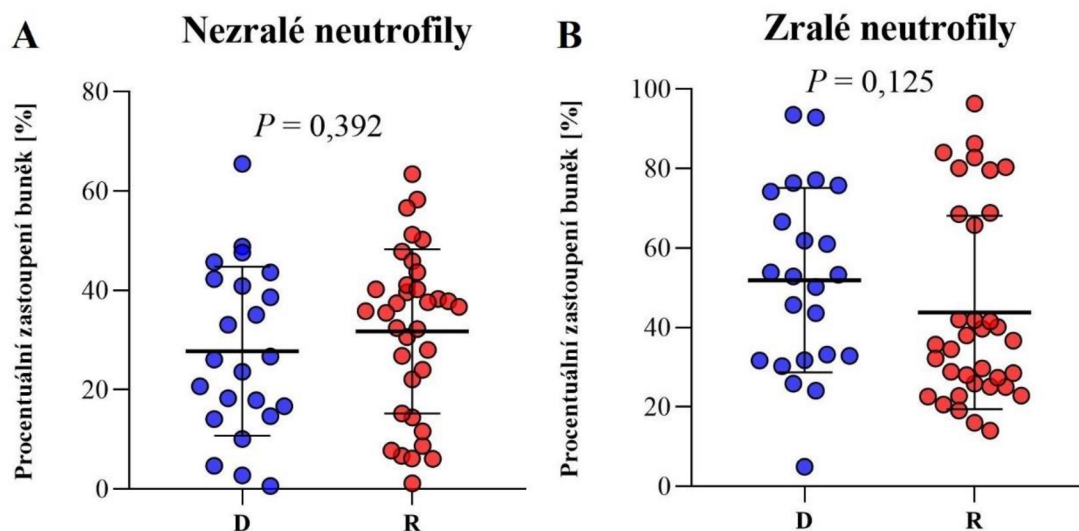 A
Nezralé neutrofily
P = 0,392
Procentuální zastoupení buněk [%]
80
60
40
20
0
D
R
B
Zralé neutrofily
P = 0,125
Procentuální zastoupení buněk [%]
100
80
60
40
20
0
D
R